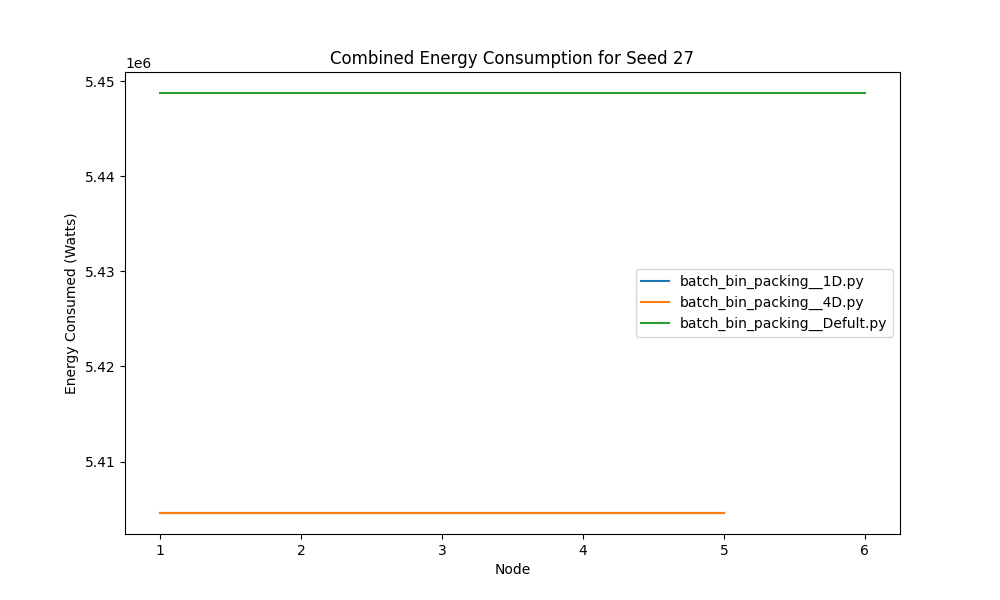 Combined Energy Consumption for Seed 27
1e6
5.45
5.44
5.43
5.42
5.41
Energy Consumed (Watts)
batch_bin_packing__1D.py
batch_bin_packing__4D.py
batch_bin_packing__Defult.py
1 2 3 4 5 6
Node